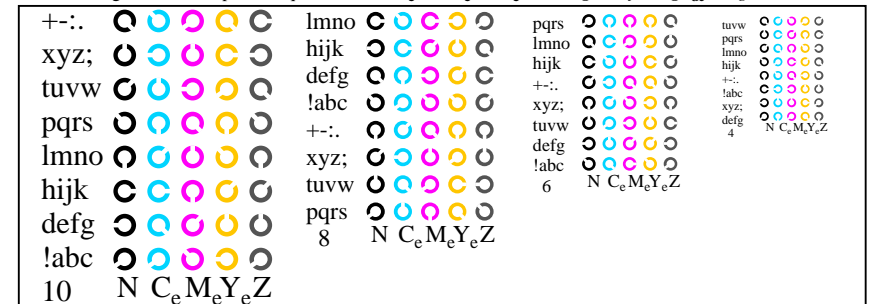 +-:.
xyz;
tuvw
pqrs
lmno
hijk
defg
!abc
10 N CeMeYeZ
lmno
hijk
defg
!abc
+-:.
xyz;
tuvw
pqrs
8 N CeMeYeZ
pqrs
lmno
hijk
+-:.
xyz;
tuvw
defg
!abc
6 N CeMeYeZ
tuvw
pqrs
lmno
hijk
+-:.
!abc
xyz;
defg
4 N CeMeYeZ